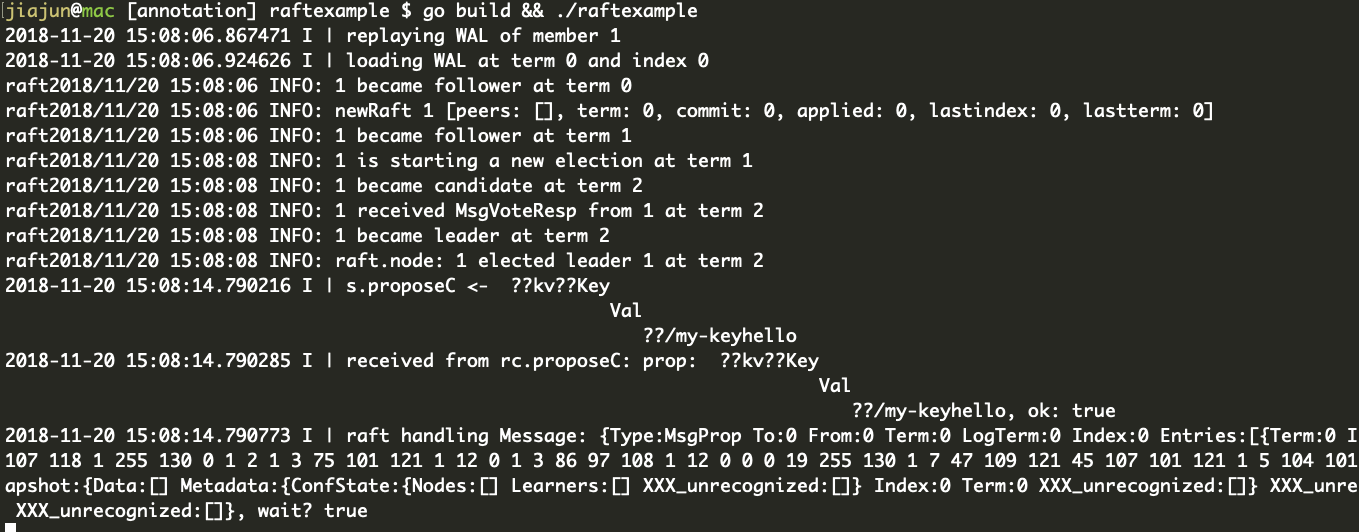 jiajun@mac [annotation] raftexample $ go build && ./raftexample
2018-11-20 15:08:06.867471 I | replaying WAL of member 1
2018-11-20 15:08:06.924626 I | loading WAL at term 0 and index 0
raft2018/11/20 15:08:06 INFO: 1 became follower at term 0
raft2018/11/20 15:08:06 INFO: newRaft 1 [peers: [], term: 0, commit: 0, applied: 0, lastindex: 0, lastterm: 0]
raft2018/11/20 15:08:06 INFO: 1 became follower at term 1
raft2018/11/20 15:08:08 INFO: 1 is starting a new election at term 1
raft2018/11/20 15:08:08 INFO: 1 became candidate at term 2
raft2018/11/20 15:08:08 INFO: 1 received MsgVoteResp from 1 at term 2
raft2018/11/20 15:08:08 INFO: 1 became leader at term 2
raft2018/11/20 15:08:08 INFO: raft.node: 1 elected leader 1 at term 2
2018-11-20 15:08:14.790216 I | s.proposeC <-  ??kv??Key
Val
??/my-keyhello
2018-11-20 15:08:14.790285 I | received from rc.proposeC: prop:  ??kv??Key
Val
??/my-keyhello, ok: true
2018-11-20 15:08:14.790773 I | raft handling Message: {Type:MsgProp To:0 From:0 Term:0 LogTerm:0 Index:0 Entries:[{Term:0 I
107 118 1 255 130 0 1 2 1 3 75 101 121 1 12 0 1 3 86 97 108 1 12 0 0 0 19 255 130 1 7 47 109 121 45 107 101 121 1 5 104 101
apshot:{Data:[] Metadata:{ConfState:{Nodes:[] Learners:[] XXX_unrecognized:[]} Index:0 Term:0 XXX_unrecognized:[]} XXX_unre
XXX_unrecognized:[]}, wait? true